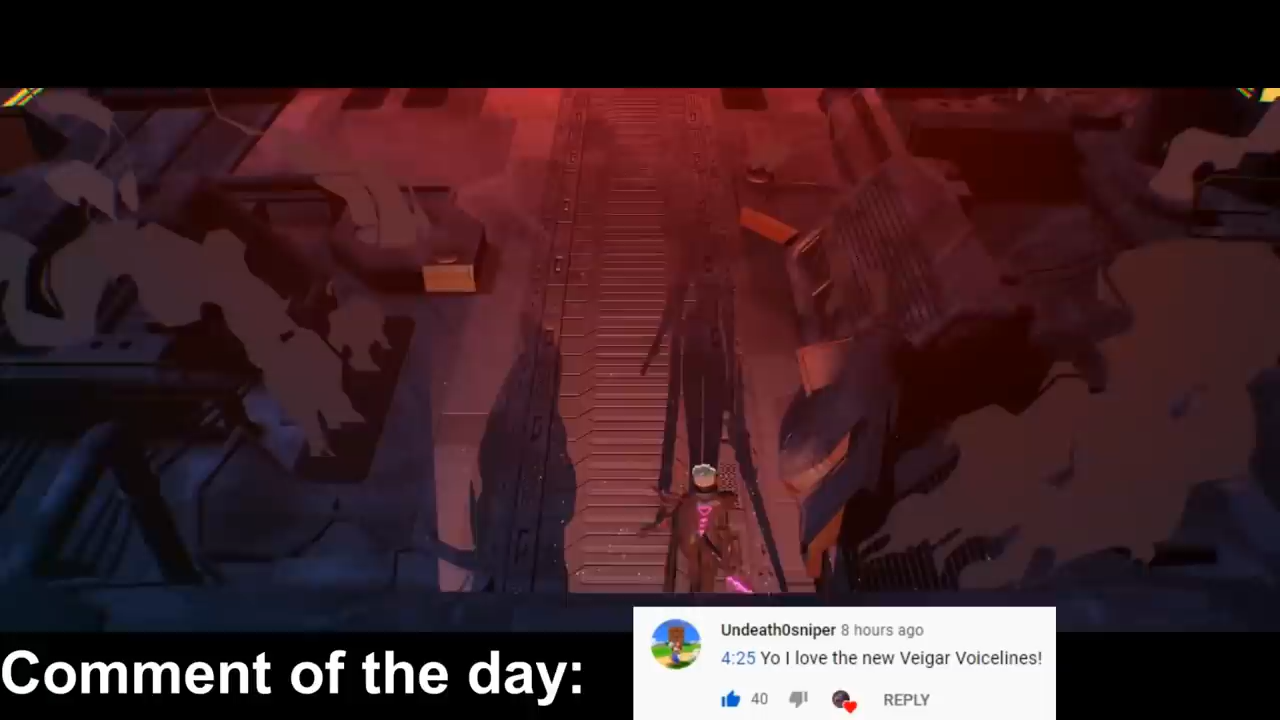 Undeath0sniper 8 hours ago
4:25 Yo I love the new Veigar Voicelines!
Comment of the day:
40 REPLY